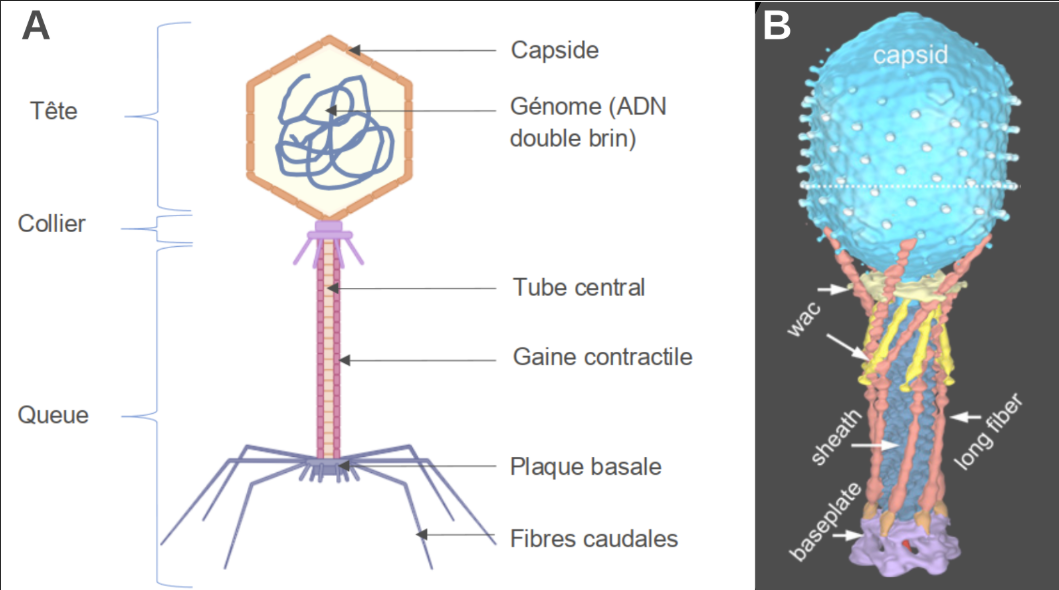 A
Tête
Collier
Queue
Capside
Génome (ADN
double brin)
Tube central
Gaine contractile
Plaque basale
Fibres caudales
B
capsid
wac
sheath
long fiber
baseplate